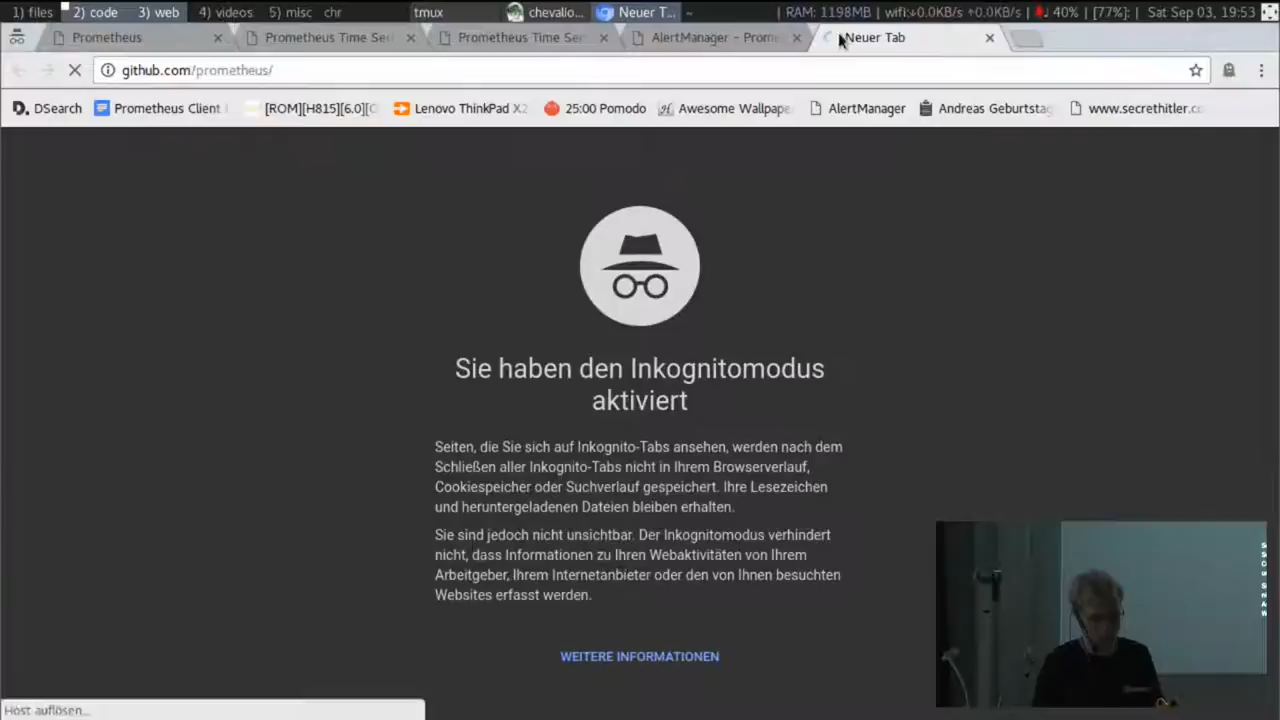 1) files 2) code 3) web 4) videos 5) misc chr tmux chevalio... Neuer T... ~ | RAM: 1198MB | wifi:+0.0KB/s +0.0KB/s | 40% | [77%]: | Sat Sep 03, 19:53
Prometheus Prometheus Time Ser Prometheus Time Ser AlertManager – Prome Neuer Tab
github.com/prometheus/
DSearch Prometheus Client [ROM][H815][6.0][C Lenovo ThinkPad X2 25:00 Pomodo Awesome Wallpape AlertManager Andreas Geburtstag www.secrethitler.co
Sie haben den Inkognitomodus
aktiviert
Seiten, die Sie sich auf Inkognito-Tabs ansehen, werden nach dem
Schließen aller Inkognito-Tabs nicht in Ihrem Browserverlauf,
Cookiespeicher oder Suchverlauf gespeichert. Ihre Lesezeichen
und heruntergeladenen Dateien bleiben erhalten.
Sie sind jedoch nicht unsichtbar. Der Inkognitomodus verhindert
nicht, dass Informationen zu Ihren Webaktivitäten von Ihrem
Arbeitgeber, Ihrem Internetanbieter oder den von Ihnen besuchten
Websites erfasst werden.
WEITERE INFORMATIONEN
Host auflösen...